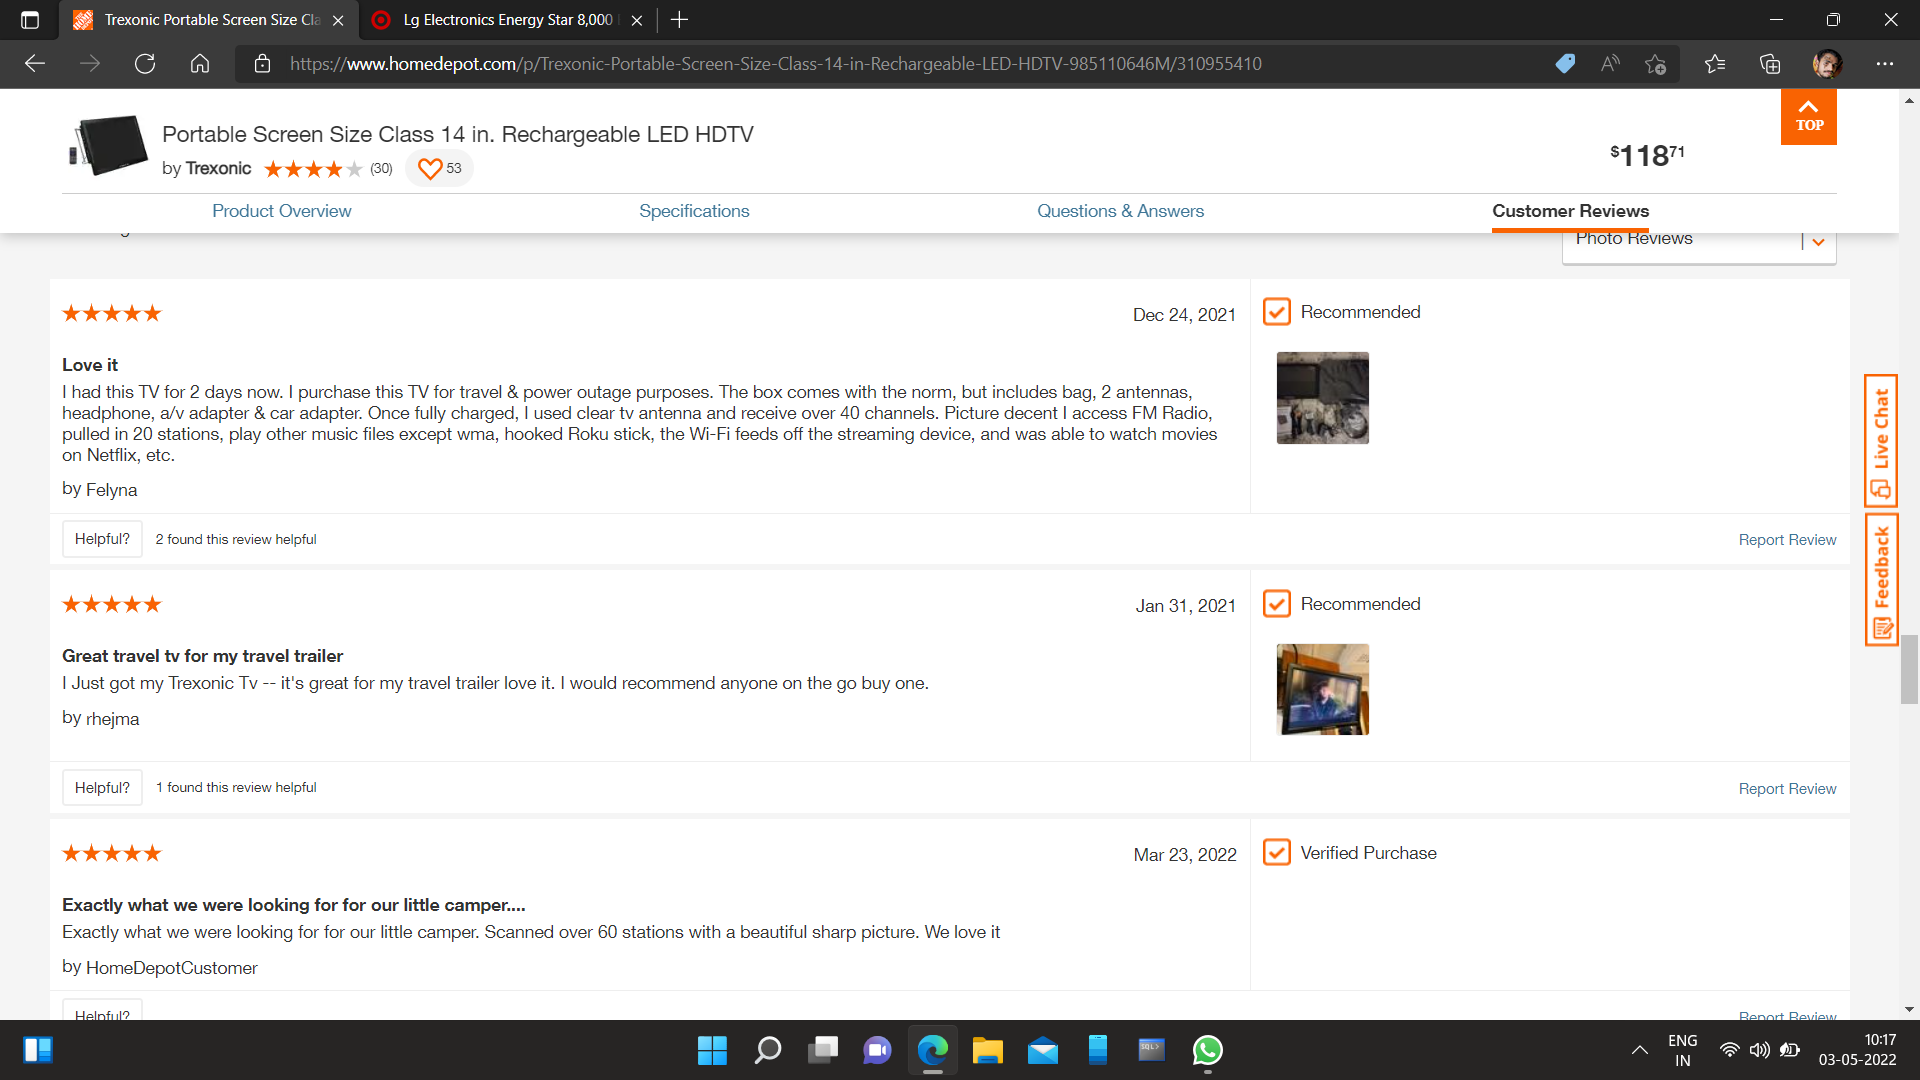 Trexonic Portable Screen Size Cla
Lg Electronics Energy Star 8,000
https://www.homedepot.com/p/Trexonic-Portable-Screen-Size-Class-14-in-Rechargeable-LED-HDTV-985110646M/310955410
Portable Screen Size Class 14 in. Rechargeable LED HDTV
by Trexonic (30) 53
$118 71
TOP
Product Overview
Specifications
Questions & Answers
Customer Reviews
Photo Reviews
Dec 24, 2021
Recommended
Love it
I had this TV for 2 days now. I purchase this TV for travel & power outage purposes. The box comes with the norm, but includes bag, 2 antennas,
headphone, a/v adapter & car adapter. Once fully charged, I used clear tv antenna and receive over 40 channels. Picture decent I access FM Radio,
pulled in 20 stations, play other music files except wma, hooked Roku stick, the Wi-Fi feeds off the streaming device, and was able to watch movies
on Netflix, etc.
by Felyna
Helpful?
2 found this review helpful
Report Review
Jan 31, 2021
Recommended
Great travel tv for my travel trailer
I Just got my Trexonic Tv -- it's great for my travel trailer love it. I would recommend anyone on the go buy one.
by rhejma
Helpful?
1 found this review helpful
Report Review
Mar 23, 2022
Verified Purchase
Exactly what we were looking for for our little camper....
Exactly what we were looking for for our little camper. Scanned over 60 stations with a beautiful sharp picture. We love it
by HomeDepotCustomer
Helpful?
Report Review
Live Chat
Feedback
SQL>
ENG
IN
10:17
03-05-2022